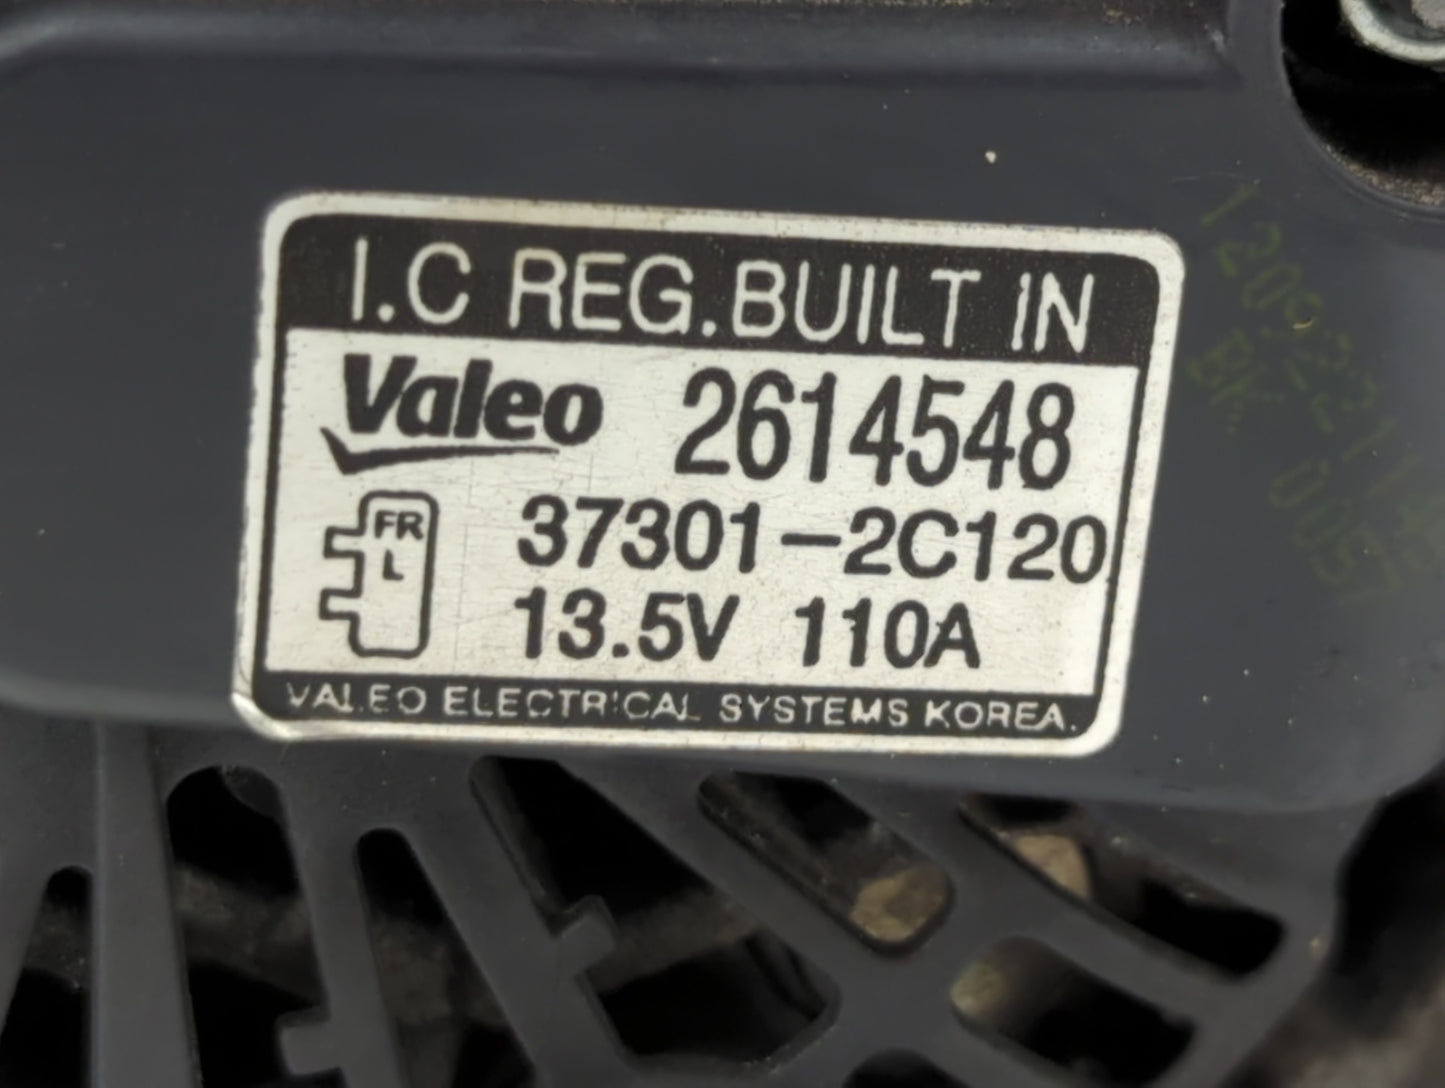 I.C REG.BUILT IN
Valeo 2614548
FR
L
37301-2C120
13.5V 110A
VALEO ELECTRICAL SYSTEMS KOREA.